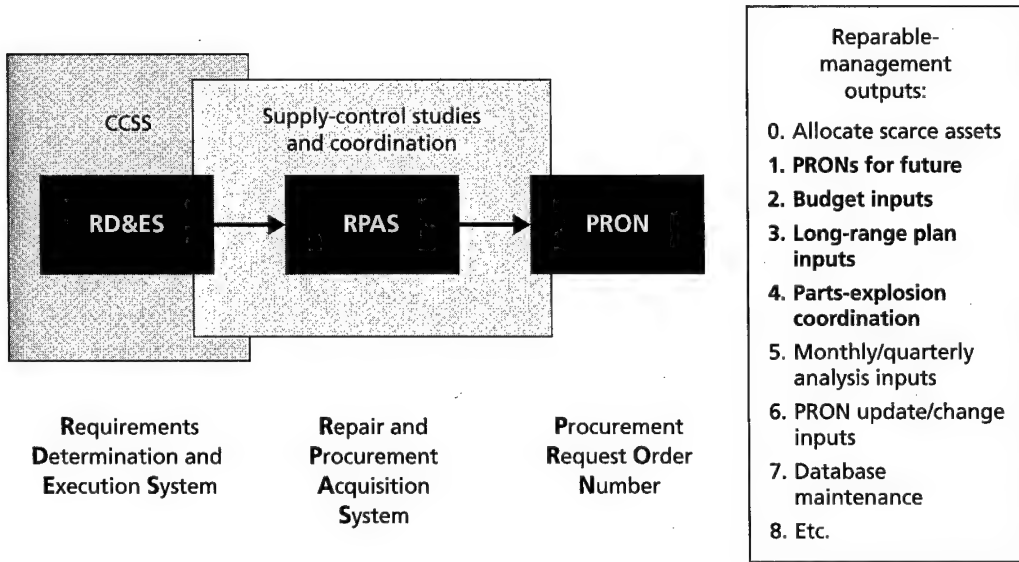 CCSS
Supply-control studies
and coordination
RD&ES
RPAS
PRON
Requirements
Determination and
Execution System
Repair and
Procurement
Acquisition
System
Procurement
Request Order
Number
Reparable-
management
outputs:
0. Allocate scarce assets
1. PRONs for future
2. Budget inputs
3. Long-range plan
inputs
4. Parts-explosion
coordination
5. Monthly/quarterly
analysis inputs
6. PRON update/change
inputs
7. Database
maintenance
8. Etc.